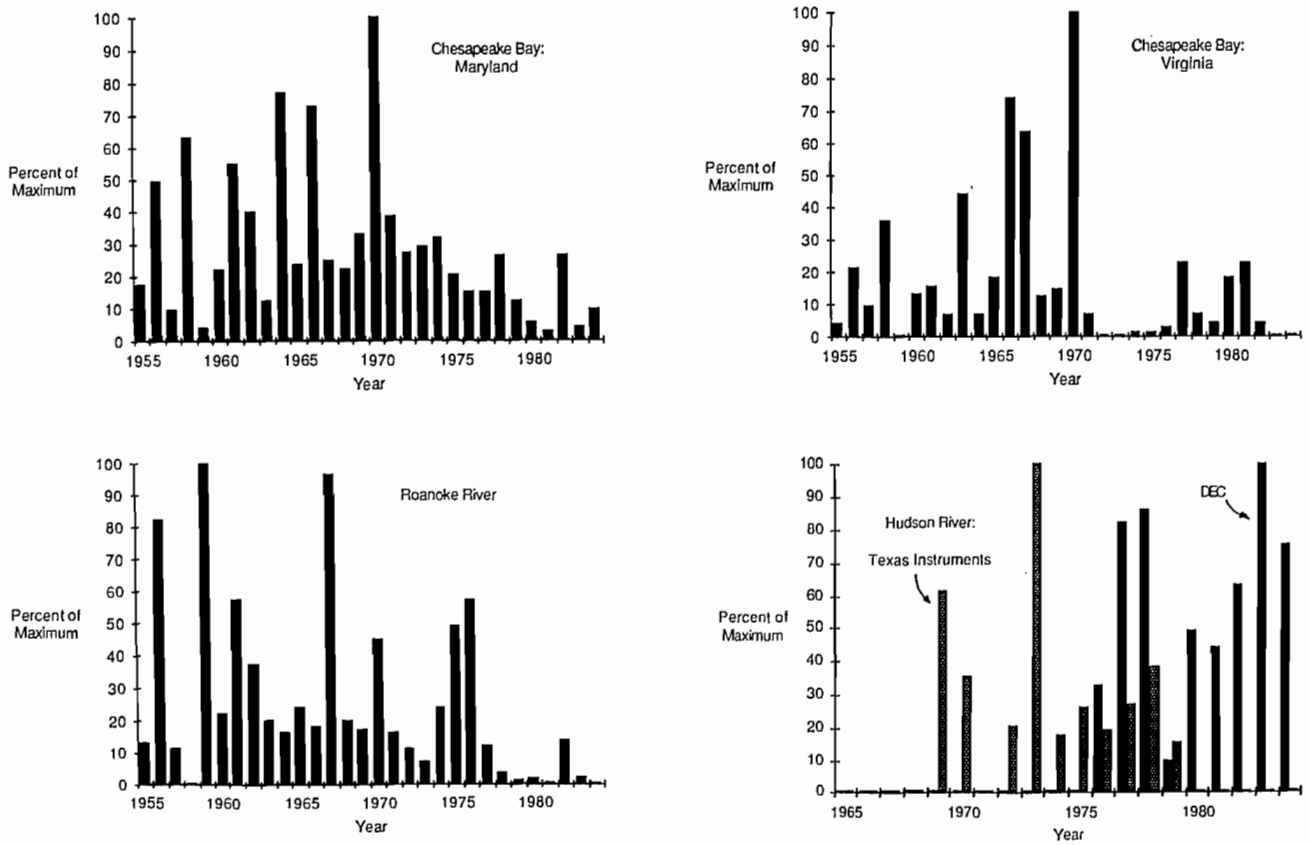 Chesapeake Bay:
Maryland
100
90
80
70
60
50
40
30
20
10
0
Percent of
Maximum
1955 1960 1965 1970 1975 1980
Year
Chesapeake Bay:
Virginia
100
90
80
70
60
50
40
30
20
10
0
Percent of
Maximum
1955 1960 1965 1970 1975 1980
Year
Roanoke River
100
90
80
70
60
50
40
30
20
10
0
Percent of
Maximum
1955 1960 1965 1970 1975 1980
Year
Hudson River:
Texas Instruments
DEC
100
90
80
70
60
50
40
30
20
10
0
Percent of
Maximum
1965 1970 1975 1980
Year